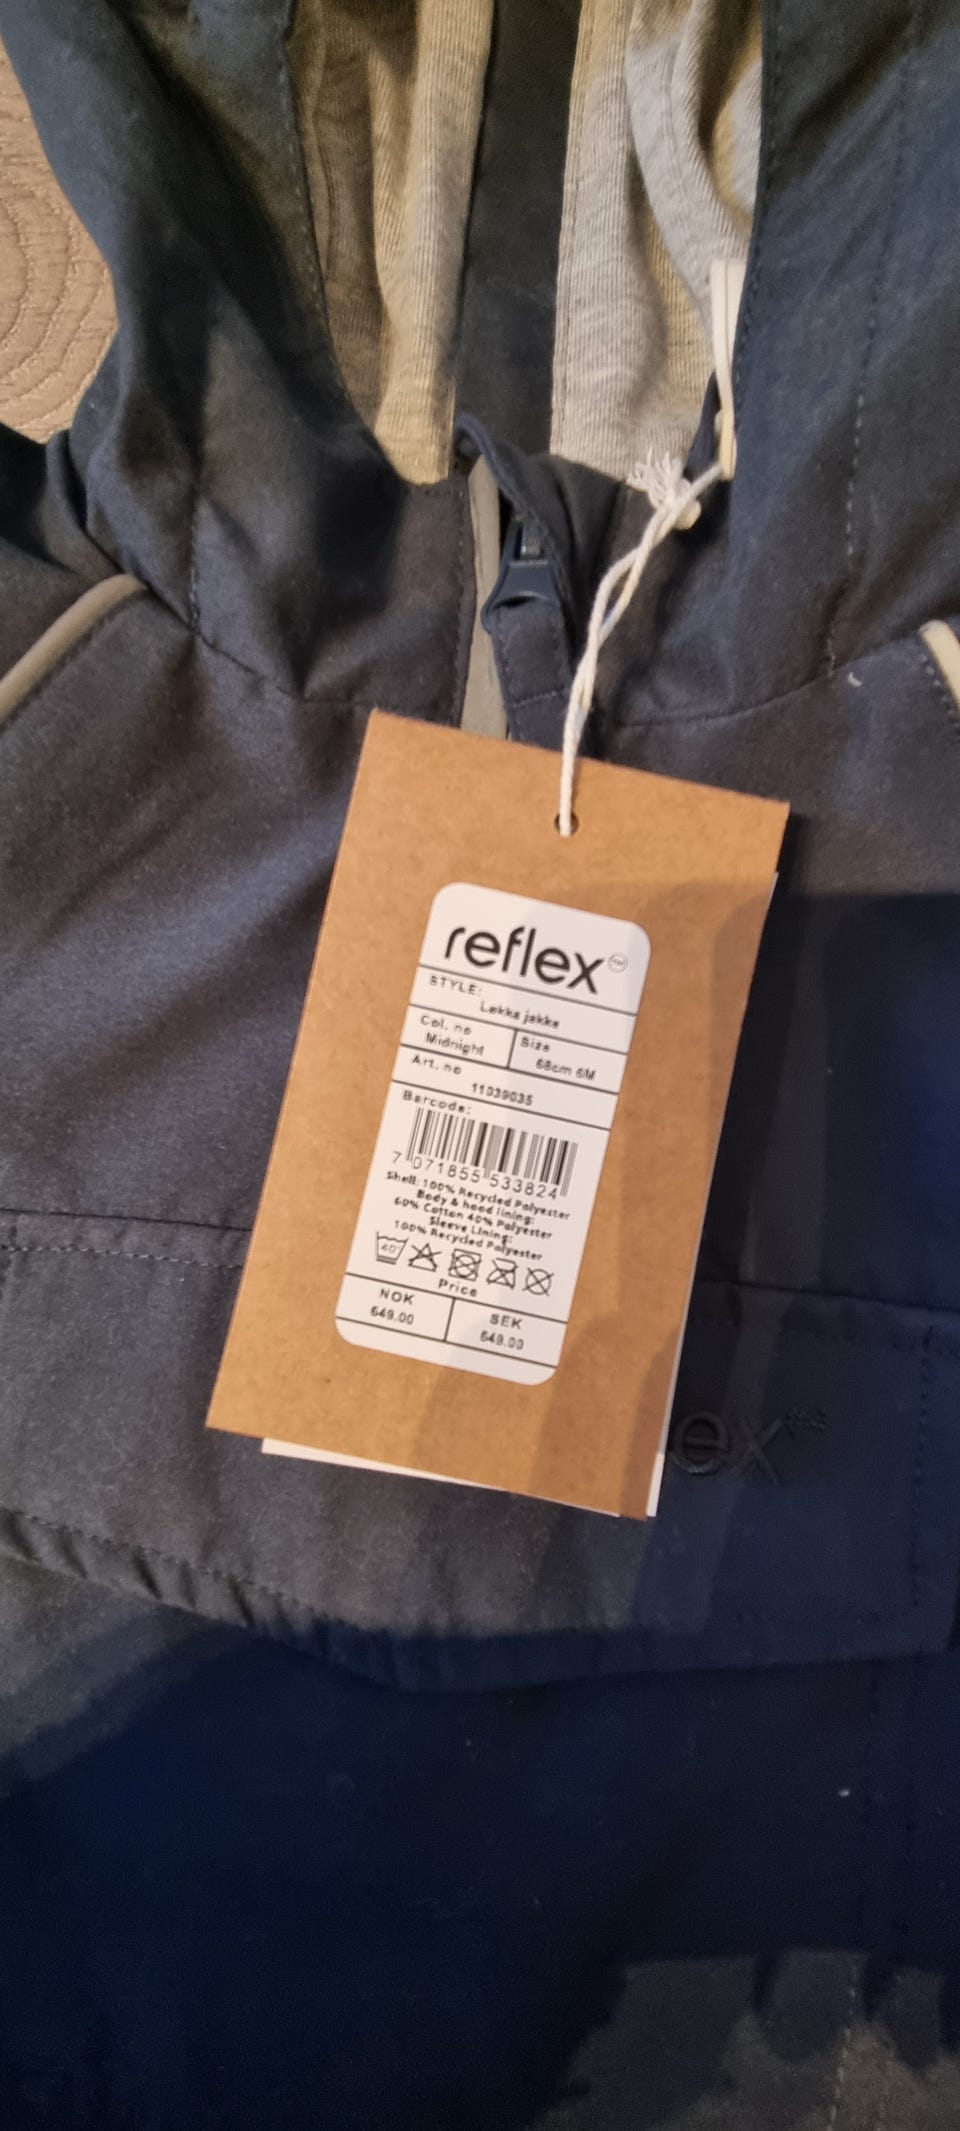 reflex
STYLE:
Løkka jakke
Col. no
Midnight
Size
68cm 6M
Art. no
11039035
Barcode:
7 071855 533824
Shell: 100% Recycled Polyester
Body & hood lining:
60% Cotton 40% Polyester
Sleeve Lining:
100% Recycled Polyester
40°
Price
NOK
649.00
SEK
649.00
ex